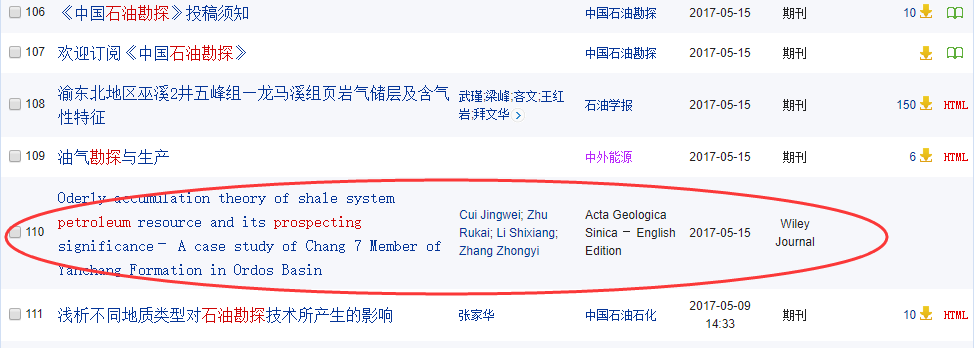 106 《中国石油勘探》投稿须知 中国石油勘探 2017-05-15 期刊 10
107 欢迎订阅《中国石油勘探》 中国石油勘探 2017-05-15 期刊
108 渝东北地区巫溪2井五峰组—龙马溪组页岩气储层及含气 武瑾;梁峰;吝文;王红 石油学报 2017-05-15 期刊 150 HTML
性特征 岩;拜文华
109 油气勘探与生产 中外能源 2017-05-15 期刊 6 HTML
Oderly accumulation theory of shale system
petroleum resource and its prospecting Cui Jingwei; Zhu Acta Geologica Wiley
110 Rukai; Li Shixiang; Sinica — English 2017-05-15
significance— A case study of Chang 7 Member of Zhang Zhongyi Edition Journal
Yanchang Formation in Ordos Basin
111 浅析不同地质类型对石油勘探技术所产生的影响 张家华 中国石油石化 2017-05-09 期刊 10 HTML
14:33